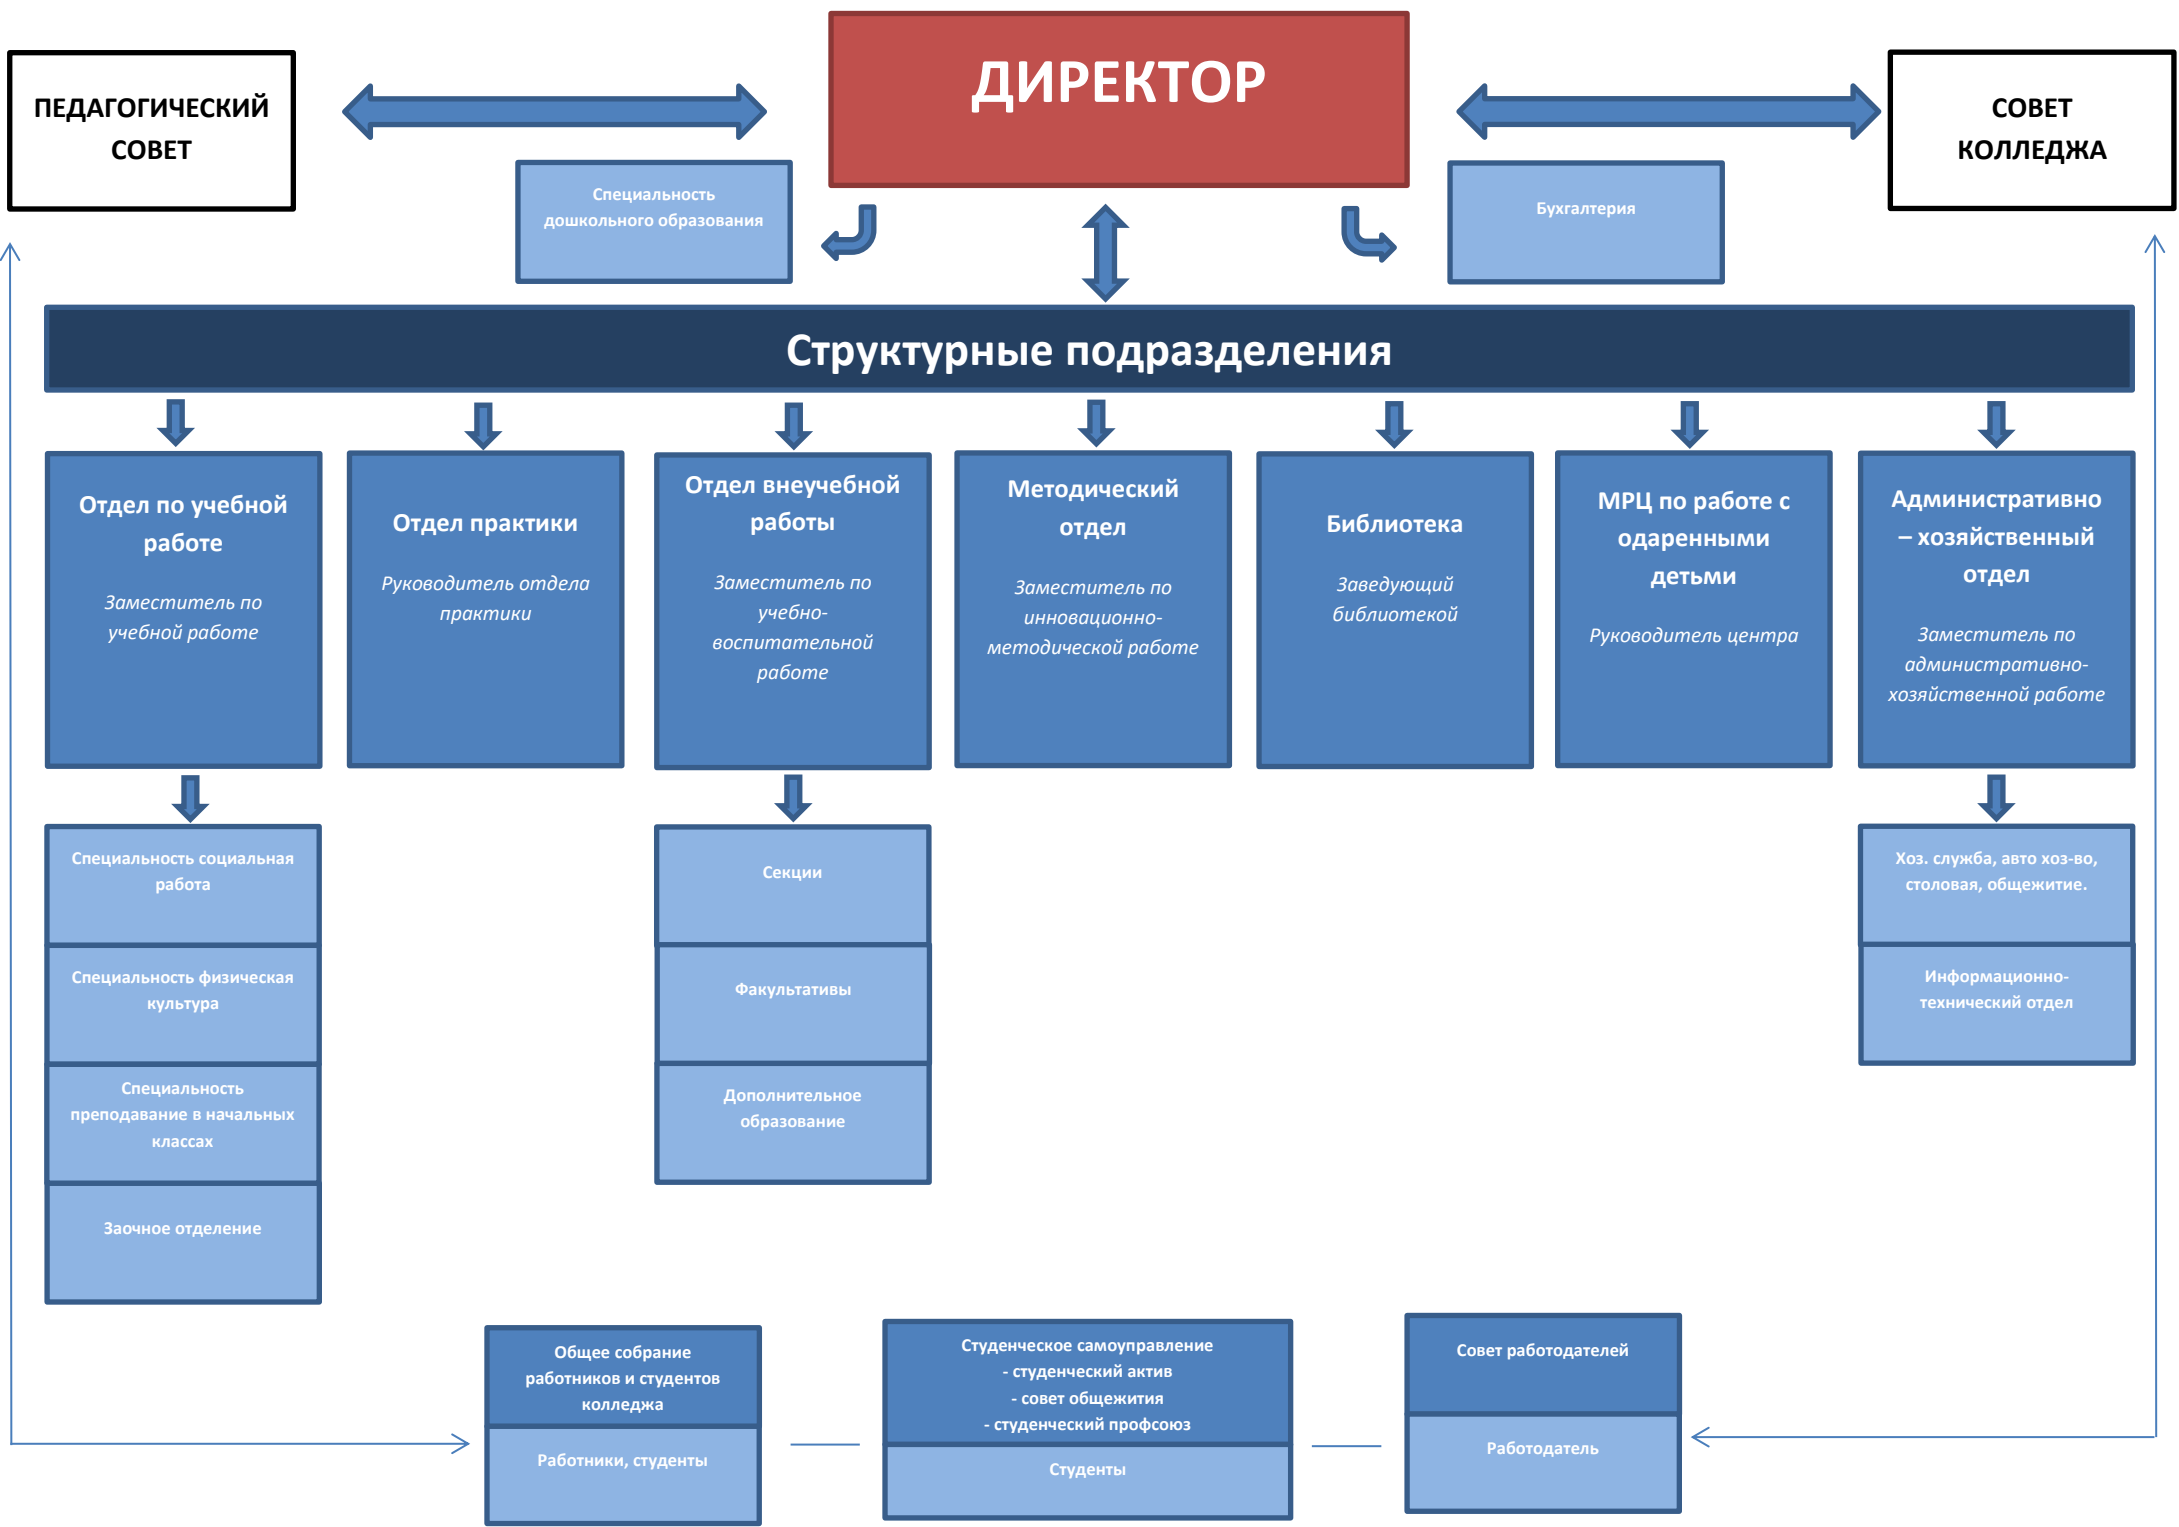 ДИРЕКТОР
ПЕДАГОГИЧЕСКИЙ
СОВЕТ
СОВЕТ
КОЛЛЕДЖА
Специальность
дошкольного образования
Бухгалтерия
Структурные подразделения
Отдел по учебной
работе
Заместитель по
учебной работе
Отдел практики
Руководитель отдела
практики
Отдел внеучебной
работы
Заместитель по
учебно-
воспитательной
работе
Методический
отдел
Заместитель по
инновационно-
методической работе
Библиотека
Заведующий
библиотекой
МРЦ по работе с
одаренными
детьми
Руководитель центра
Административно
– хозяйственный
отдел
Заместитель по
административно-
хозяйственной работе
Специальность социальная
работа
Специальность физическая
культура
Специальность
преподавание в начальных
классах
Заочное отделение
Секции
Факультативы
Дополнительное
образование
Хоз. служба, авто хоз-во,
столовая, общежитие.
Информационно-
технический отдел
Общее собрание
работников и студентов
колледжа
Работники, студенты
Студенческое самоуправление
- студенческий актив
- совет общежития
- студенческий профсоюз
Студенты
Совет работодателей
Работодатель